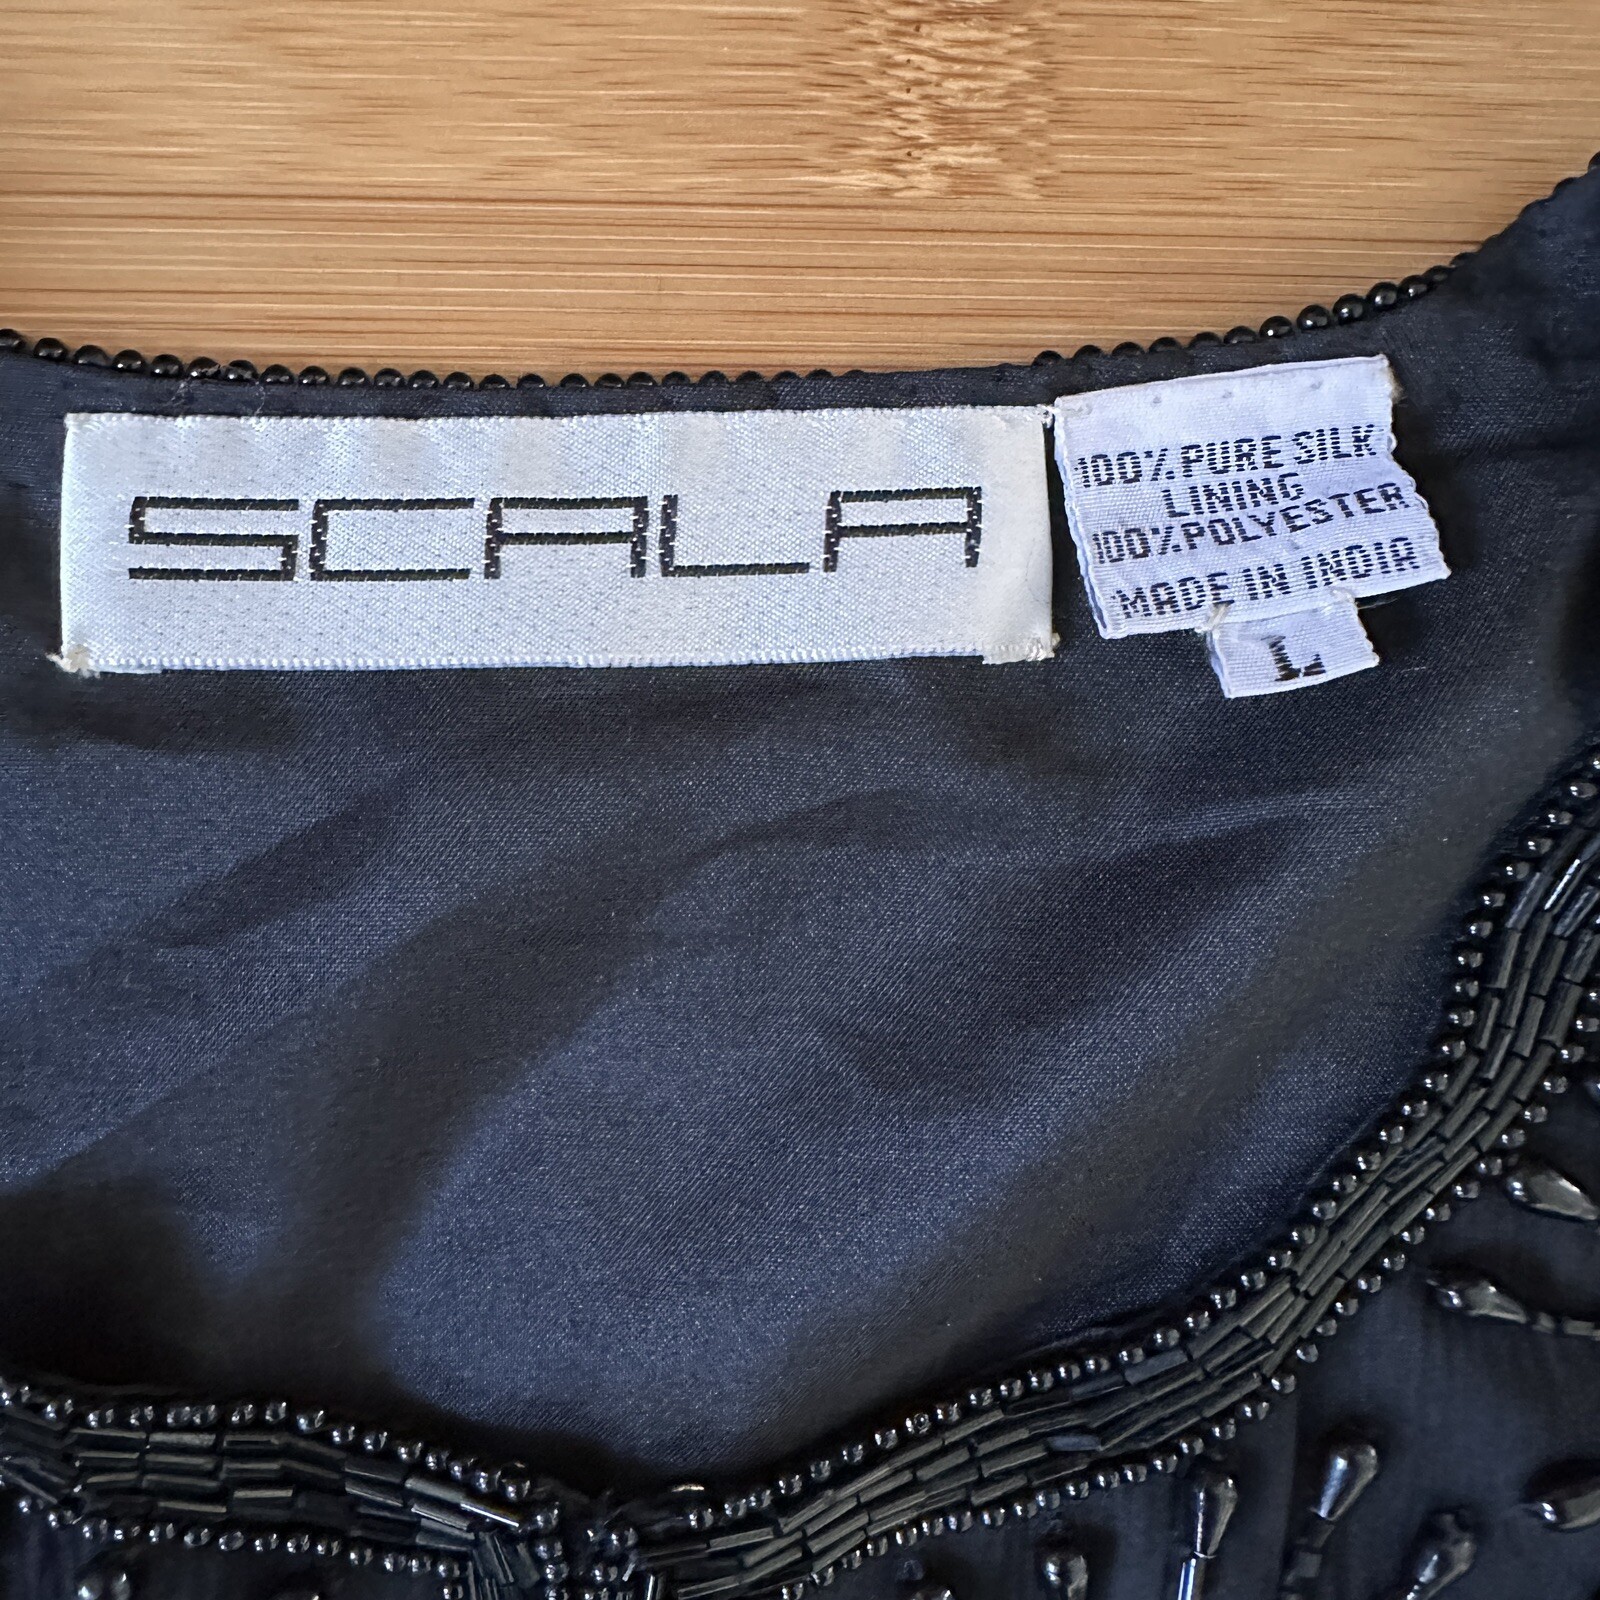 SCALA
100% PURE SILK
LINING
100% POLYESTER
MADE IN INDIA
L